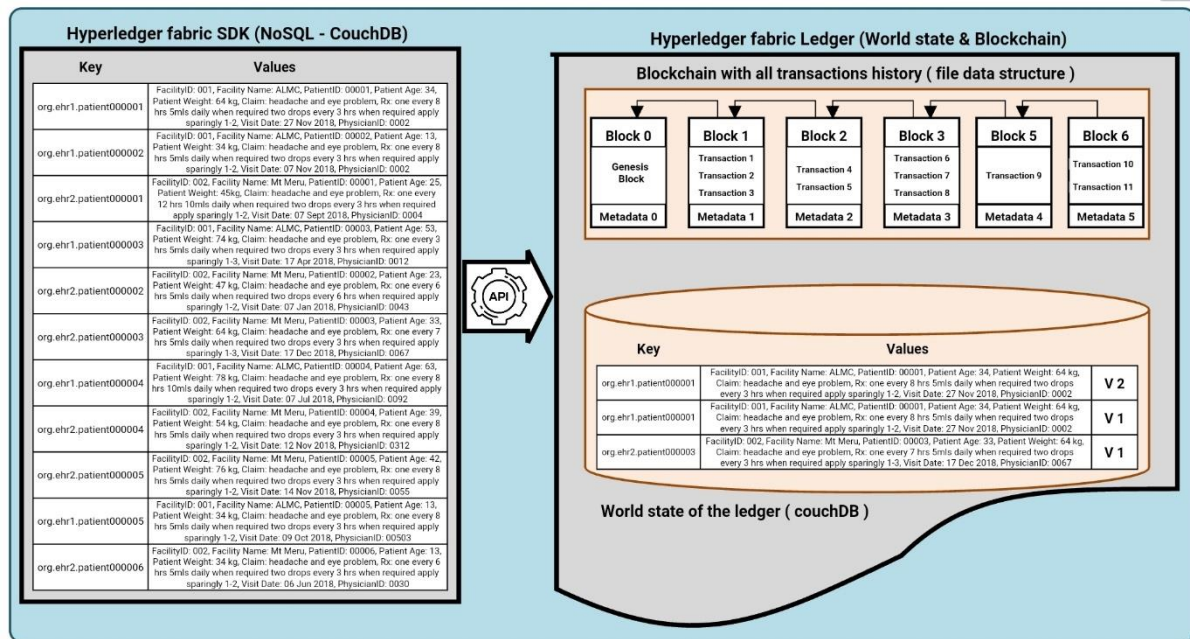 Hyperledger fabric SDK (NoSQL - CouchDB)
Key Values
org.ehr1.patient000001
FacilityID: 001, Facility Name: ALMC, PatientID: 00001, Patient Age: 34,
Patient Weight: 64 kg, Claim: headache and eye problem, Rx: one every 8
hrs 5mls daily when required two drops every 3 hrs when required apply
sparingly 1-2, Visit Date: 27 Nov 2018, PhysicianID: 0002
org.ehr1.patient000002
FacilityID: 001, Facility Name: ALMC, PatientID: 00002, Patient Age: 13,
Patient Weight: 34 kg, Claim: headache and eye problem, Rx: one every 8
hrs 5mls daily when required two drops every 3 hrs when required apply
sparingly 1-2, Visit Date: 07 Nov 2018, PhysicianID: 0002
org.ehr2.patient000001
FacilityID: 002, Facility Name: Mt Meru, PatientID: 00001, Patient Age: 25,
Patient Weight: 45kg, Claim: headache and eye problem, Rx: one every
12 hrs 10mls daily when required two drops every 3 hrs when required
apply sparingly 1-2, Visit Date: 07 Sept 2018, PhysicianID: 0004
org.ehr1.patient000003
FacilityID: 001, Facility Name: ALMC, PatientID: 00003, Patient Age: 53,
Patient Weight: 74 kg, Claim: headache and eye problem, Rx: one every 3
hrs 5mls daily when required two drops every 3 hrs when required apply
sparingly 1-3, Visit Date: 17 Apr 2018, PhysicianID: 0012
org.ehr2.patient000002
FacilityID: 002, Facility Name: Mt Meru, PatientID: 00002, Patient Age: 23,
Patient Weight: 47 kg, Claim: headache and eye problem, Rx: one every 6
hrs 5mls daily when required two drops every 6 hrs when required apply
sparingly 1-2, Visit Date: 07 Jan 2018, PhysicianID: 0043
org.ehr2.patient000003
FacilityID: 002, Facility Name: Mt Meru, PatientID: 00003, Patient Age: 33,
Patient Weight: 64 kg, Claim: headache and eye problem, Rx: one every 7
hrs 5mls daily when required two drops every 3 hrs when required apply
sparingly 1-3, Visit Date: 17 Dec 2018, PhysicianID: 0067
org.ehr1.patient000004
FacilityID: 001, Facility Name: ALMC, PatientID: 00004, Patient Age: 63,
Patient Weight: 78 kg, Claim: headache and eye problem, Rx: one every 8
hrs 10mls daily when required two drops every 3 hrs when required apply
sparingly 1-2, Visit Date: 07 Jul 2018, PhysicianID: 0092
org.ehr2.patient000004
FacilityID: 002, Facility Name: Mt Meru, PatientID: 00004, Patient Age: 39,
Patient Weight: 54 kg, Claim: headache and eye problem, Rx: one every 8
hrs 5mls daily when required two drops every 3 hrs when required apply
sparingly 1-2, Visit Date: 12 Nov 2018, PhysicianID: 0312
org.ehr2.patient000005
FacilityID: 002, Facility Name: Mt Meru, PatientID: 00005, Patient Age: 42,
Patient Weight: 76 kg, Claim: headache and eye problem, Rx: one every 8
hrs 5mls daily when required two drops every 3 hrs when required apply
sparingly 1-2, Visit Date: 14 Nov 2018, PhysicianID: 0055
org.ehr1.patient000005
FacilityID: 001, Facility Name: ALMC, PatientID: 00005, Patient Age: 13,
Patient Weight: 34 kg, Claim: headache and eye problem, Rx: one every 8
hrs 5mls daily when required two drops every 3 hrs when required apply
sparingly 1-2, Visit Date: 09 Oct 2018, PhysicianID: 00503
org.ehr2.patient000006
FacilityID: 002, Facility Name: Mt Meru, PatientID: 00006, Patient Age: 13,
Patient Weight: 34 kg, Claim: headache and eye problem, Rx: one every 6
hrs 5mls daily when required two drops every 3 hrs when required apply
sparingly 1-2, Visit Date: 06 Jun 2018, PhysicianID: 0030
API
Hyperledger fabric Ledger (World state & Blockchain)
Blockchain with all transactions history ( file data structure )
Block 0
Genesis
Block
Metadata 0
Block 1
Transaction 1
Transaction 2
Transaction 3
Metadata 1
Block 2
Transaction 4
Transaction 5
Metadata 2
Block 3
Transaction 6
Transaction 7
Transaction 8
Metadata 3
Block 5
Transaction 9
Metadata 4
Block 6
Transaction 10
Transaction 11
Metadata 5
Key Values
org.ehr1.patient000001
FacilityID: 001, Facility Name: ALMC, PatientID: 00001, Patient Age: 34, Patient Weight: 64 kg,
Claim: headache and eye problem, Rx: one every 8 hrs 5mls daily when required two drops
every 3 hrs when required apply sparingly 1-2, Visit Date: 27 Nov 2018, PhysicianID: 0002
V 2
org.ehr1.patient000001
FacilityID: 001, Facility Name: ALMC, PatientID: 00001, Patient Age: 34, Patient Weight: 64 kg,
Claim: headache and eye problem, Rx: one every 8 hrs 5mls daily when required two drops
every 3 hrs when required apply sparingly 1-2, Visit Date: 27 Nov 2018, PhysicianID: 0002
V 1
org.ehr2.patient000003
FacilityID: 002, Facility Name: Mt Meru, PatientID: 00003, Patient Age: 33, Patient Weight: 64 kg,
Claim: headache and eye problem, Rx: one every 7 hrs 5mls daily when required two drops
every 3 hrs when required apply sparingly 1-3, Visit Date: 17 Dec 2018, PhysicianID: 0067
V 1
World state of the ledger ( couchDB )